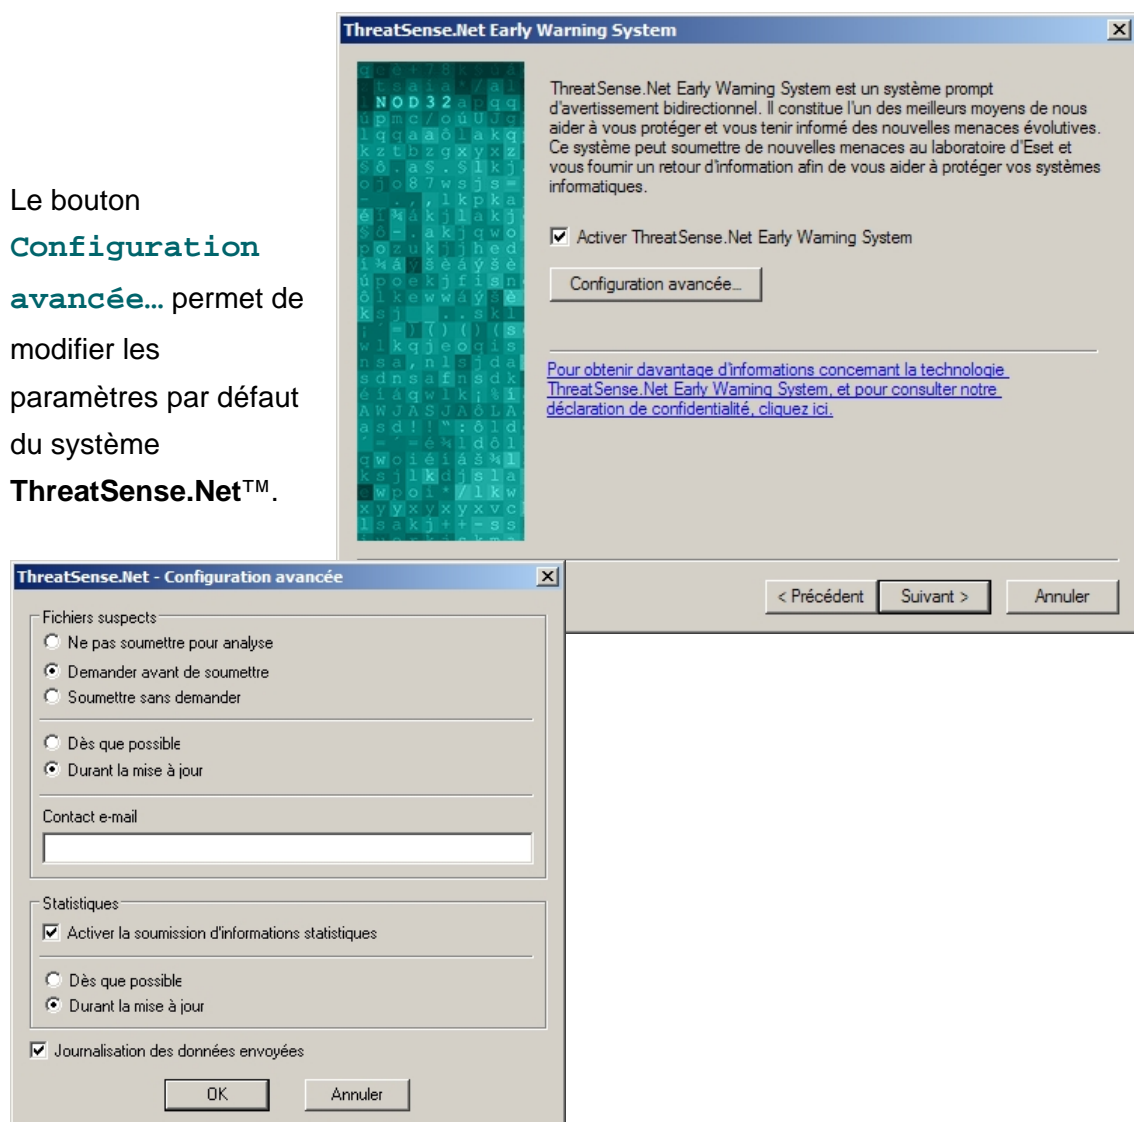 ThreatSense.Net Early Warning System
NOD32
ThreatSense.Net Early Warning System est un système prompt
d'avertissement bidirectionnel. Il constitue l'un des meilleurs moyens de nous
aider à vous protéger et vous tenir informé des nouvelles menaces évolutives.
Ce système peut soumettre de nouvelles menaces au laboratoire d'Eset et
vous fournir un retour d'information afin de vous aider à protéger vos systèmes
informatiques.
Activer ThreatSense.Net Early Warning System
Configuration avancée...
Pour obtenir davantage d'informations concernant la technologie
ThreatSense.Net Early Warning System, et pour consulter notre
déclaration de confidentialité, cliquez ici.
< Précédent
Suivant >
Annuler
Le bouton
Configuration
avancée… permet de
modifier les
paramètres par défaut
du système
ThreatSense.Net™.
ThreatSense.Net - Configuration avancée
Fichiers suspects
Ne pas soumettre pour analyse
Demander avant de soumettre
Soumettre sans demander
Dès que possible
Durant la mise à jour
Contact e-mail
Statistiques
Activer la soumission d'informations statistiques
Dès que possible
Durant la mise à jour
Journalisation des données envoyées
OK
Annuler